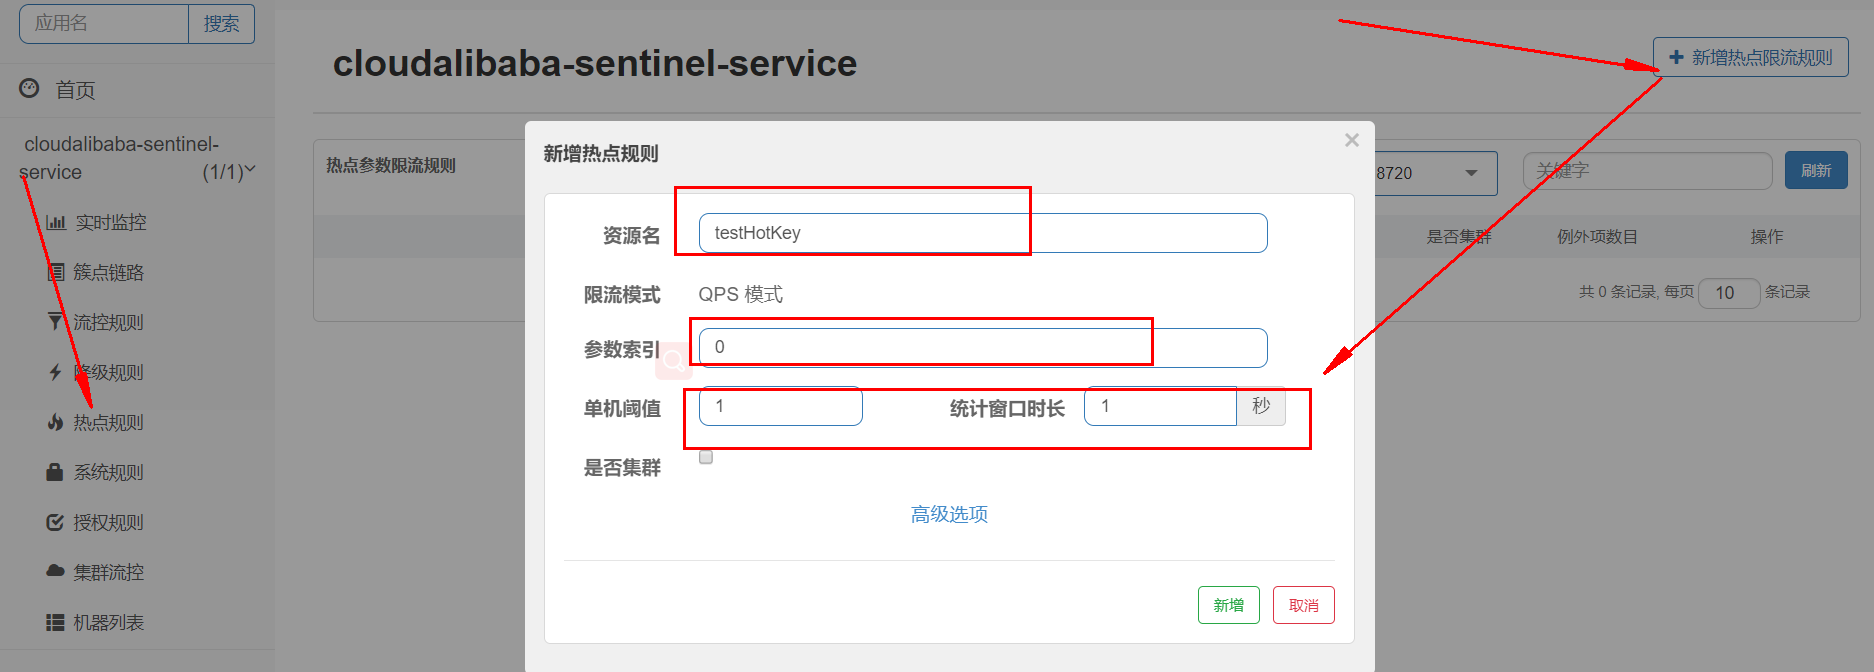 应用名 搜索
首页
cloudalibaba-sentinel-
service (1/1)
实时监控
簇点链路
流控规则
降级规则
热点规则
系统规则
授权规则
集群流控
机器列表
cloudalibaba-sentinel-service
新增热点限流规则
热点参数限流规则
8720 关键字 刷新
是否集群 例外项数目 操作
共 0 条记录, 每页 10 条记录
新增热点规则 ×
资源名 testHotKey
限流模式 QPS 模式
参数索引 0
单机阈值 1 统计窗口时长 1 秒
是否集群
高级选项
新增 取消